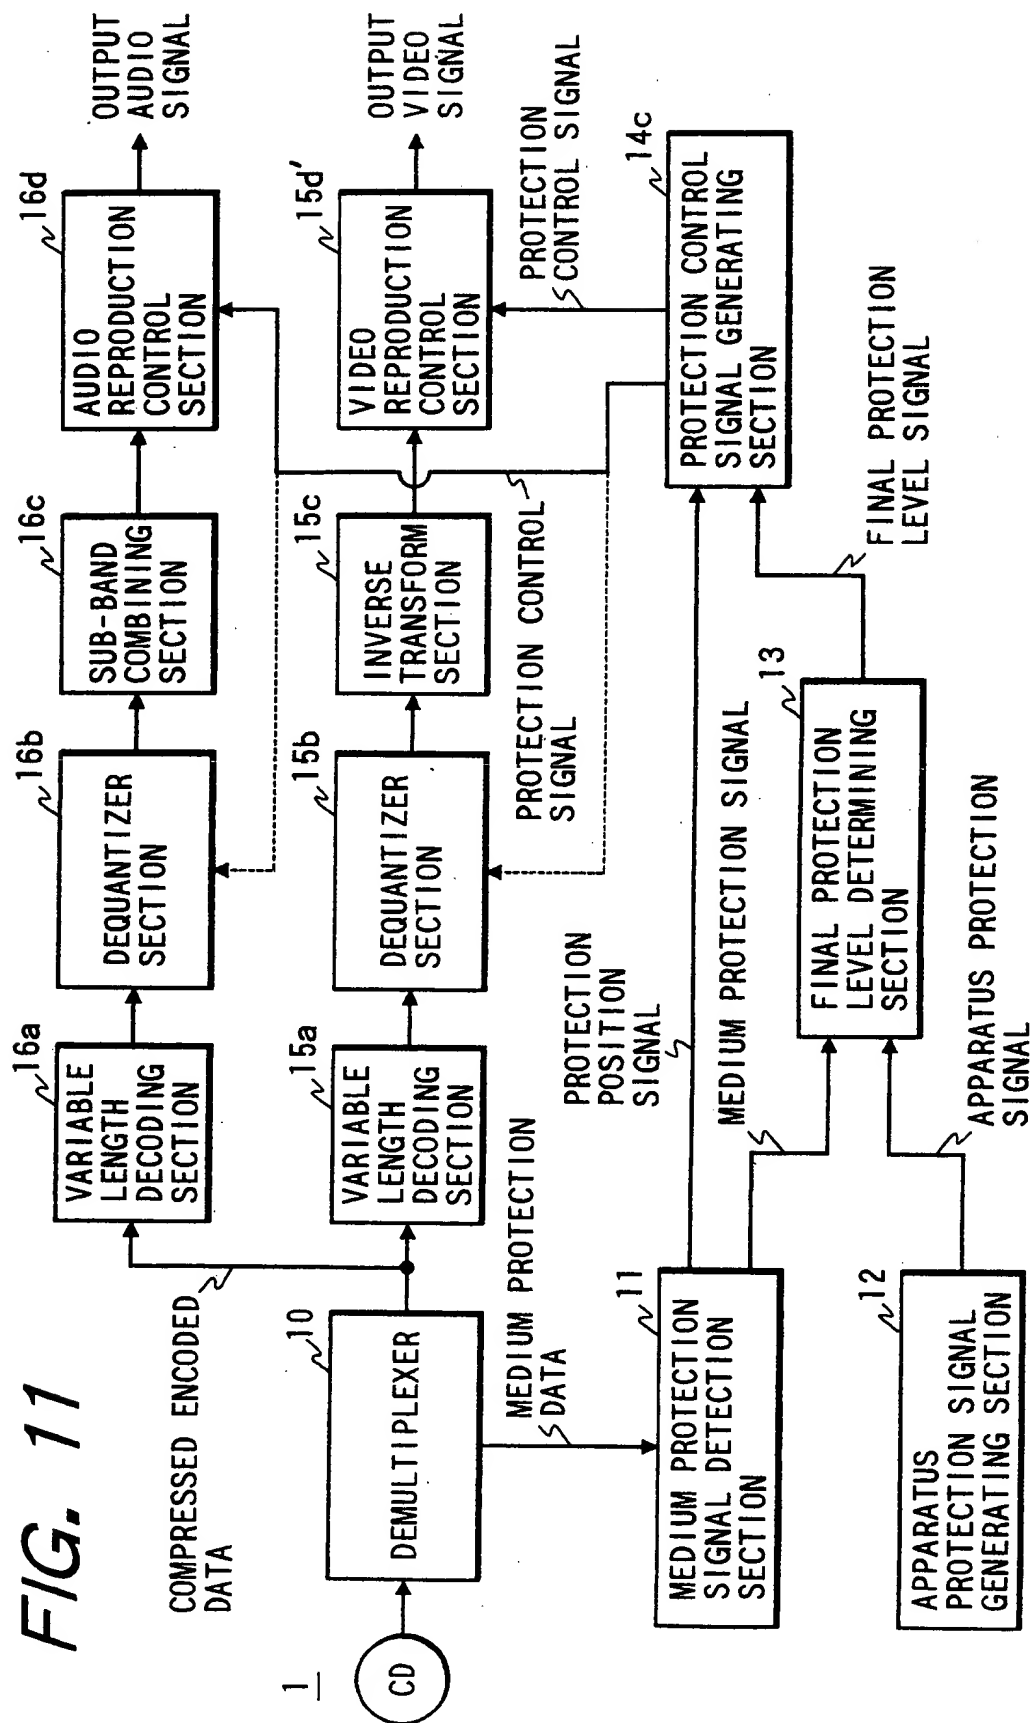 FIG. 11
1
CD
COMPRESSED ENCODED
DATA
10
DEMULTIPLEXER
MEDIUM PROTECTION
DATA
16a
VARIABLE
LENGTH
DECODING
SECTION
16b
DEQUANTIZER
SECTION
16c
SUB-BAND
COMBINING
SECTION
16d
AUDIO
REPRODUCTION
CONTROL
SECTION
OUTPUT
AUDIO
SIGNAL
15a
VARIABLE
LENGTH
DECODING
SECTION
15b
DEQUANTIZER
SECTION
15c
INVERSE
TRANSFORM
SECTION
15d'
VIDEO
REPRODUCTION
CONTROL
SECTION
OUTPUT
VIDEO
SIGNAL
PROTECTION CONTROL
SIGNAL
PROTECTION
CONTROL SIGNAL
PROTECTION
POSITION
SIGNAL
11
MEDIUM PROTECTION
SIGNAL DETECTION
SECTION
14c
PROTECTION CONTROL
SIGNAL GENERATING
SECTION
MEDIUM PROTECTION SIGNAL
13
FINAL PROTECTION
LEVEL DETERMINING
SECTION
FINAL PROTECTION
LEVEL SIGNAL
12
APPARATUS
PROTECTION SIGNAL
GENERATING SECTION
APPARATUS PROTECTION
SIGNAL